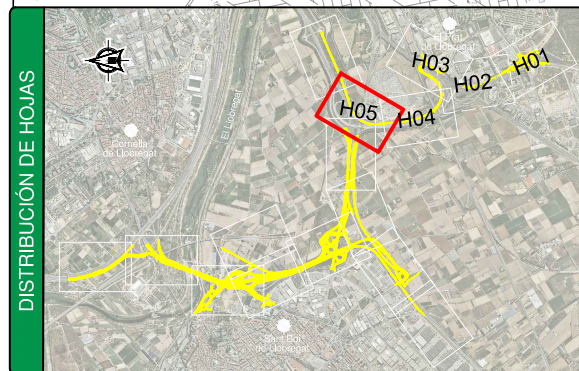 DISTRIBUCIÓN DE HOJAS
El Prat
de Llobregat
H03
H01
H02
H05
H04
El Llobregat
Cornellà
de Llobregat
Sant Boi
de Llobregat